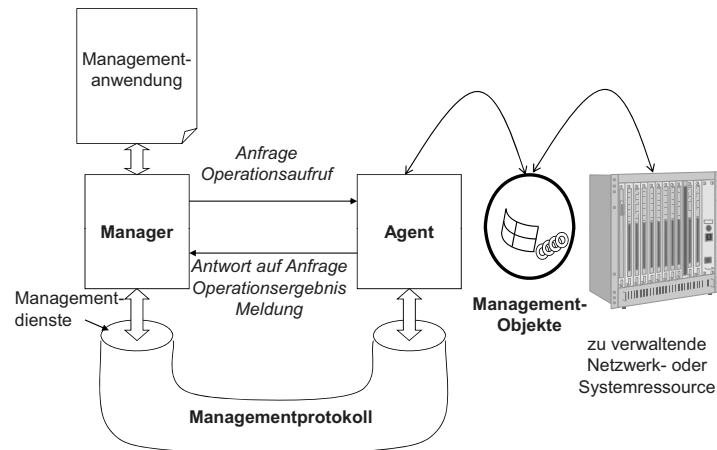 Management-
anwendung
Anfrage
Operationsaufruf
Manager
Agent
Antwort auf Anfrage
Operationsergebnis
Meldung
Management-
dienste
Management-
Objekte
zu verwaltende
Netzwerk- oder
Systemressource
Managementprotokoll